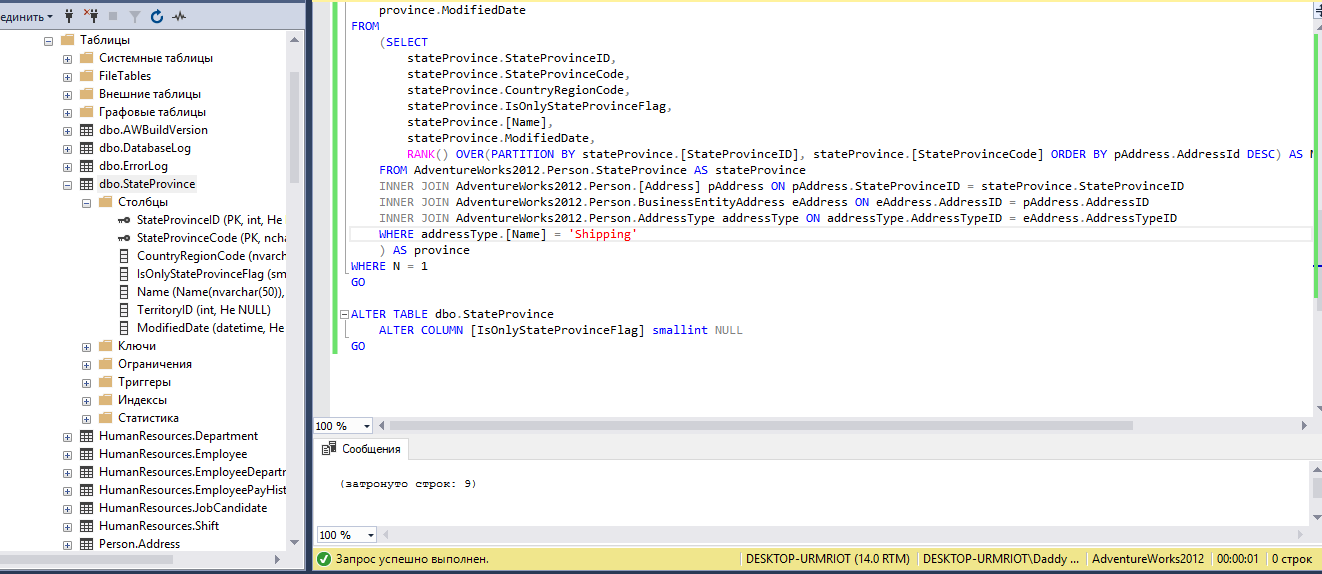 единить
Таблицы
Системные таблицы
FileTables
Внешние таблицы
Графовые таблицы
dbo.AWBuildVersion
dbo.DatabaseLog
dbo.ErrorLog
dbo.StateProvince
Столбцы
StateProvinceID (PK, int, Не
StateProvinceCode (PK, ncha
CountryRegionCode (nvarch
IsOnlyStateProvinceFlag (sm
Name (Name(nvarchar(50)),
TerritoryID (int, Не NULL)
ModifiedDate (datetime, Не
Ключи
Ограничения
Триггеры
Индексы
Статистика
HumanResources.Department
HumanResources.Employee
HumanResources.EmployeeDepartr
HumanResources.EmployeePayHist
HumanResources.JobCandidate
HumanResources.Shift
Person.Address
province.ModifiedDate
FROM
(SELECT
stateProvince.StateProvinceID,
stateProvince.StateProvinceCode,
stateProvince.CountryRegionCode,
stateProvince.IsOnlyStateProvinceFlag,
stateProvince.[Name],
stateProvince.ModifiedDate,
RANK() OVER(PARTITION BY stateProvince.[StateProvinceID], stateProvince.[StateProvinceCode] ORDER BY pAddress.AddressId DESC) AS N
FROM AdventureWorks2012.Person.StateProvince AS stateProvince
INNER JOIN AdventureWorks2012.Person.[Address] pAddress ON pAddress.StateProvinceID = stateProvince.StateProvinceID
INNER JOIN AdventureWorks2012.Person.BusinessEntityAddress eAddress ON eAddress.AddressID = pAddress.AddressID
INNER JOIN AdventureWorks2012.Person.AddressType addressType ON addressType.AddressTypeID = eAddress.AddressTypeID
WHERE addressType.[Name] = 'Shipping'
) AS province
WHERE N = 1
GO
ALTER TABLE dbo.StateProvince
ALTER COLUMN [IsOnlyStateProvinceFlag] smallint NULL
GO
100 %
Сообщения
(затронуто строк: 9)
100 %
Запрос успешно выполнен.
DESKTOP-URMRIOT (14.0 RTM)
DESKTOP-URMRIOT\Daddy ...
AdventureWorks2012
00:00:01
0 строк